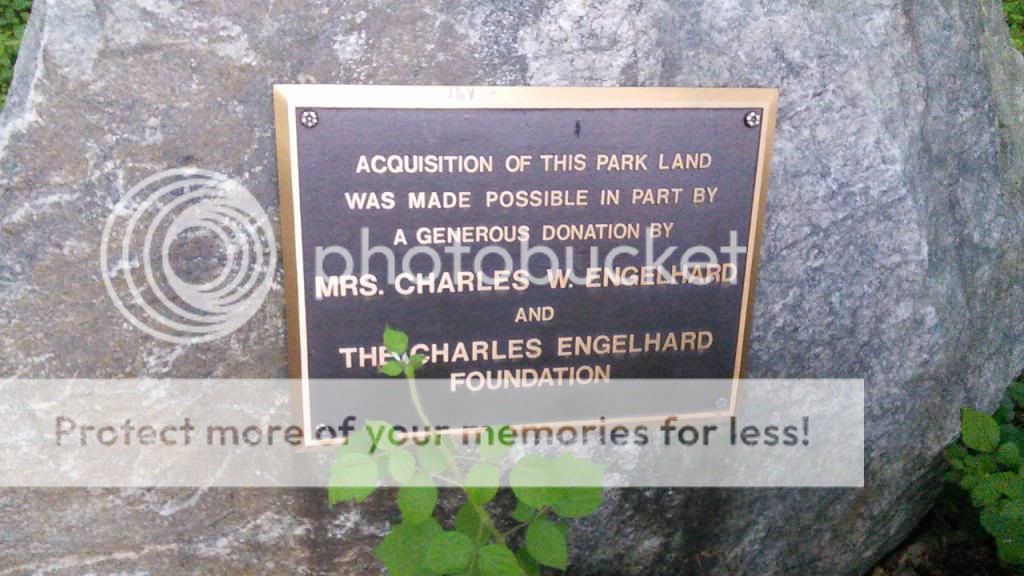 ACQUISITION OF THIS PARK LAND
WAS MADE POSSIBLE IN PART BY
A GENEROUS DONATION BY
photobucket
MRS. CHARLES W. ENGELHARD
AND
THE CHARLES ENGELHARD
FOUNDATION
Protect more of your memories for less!